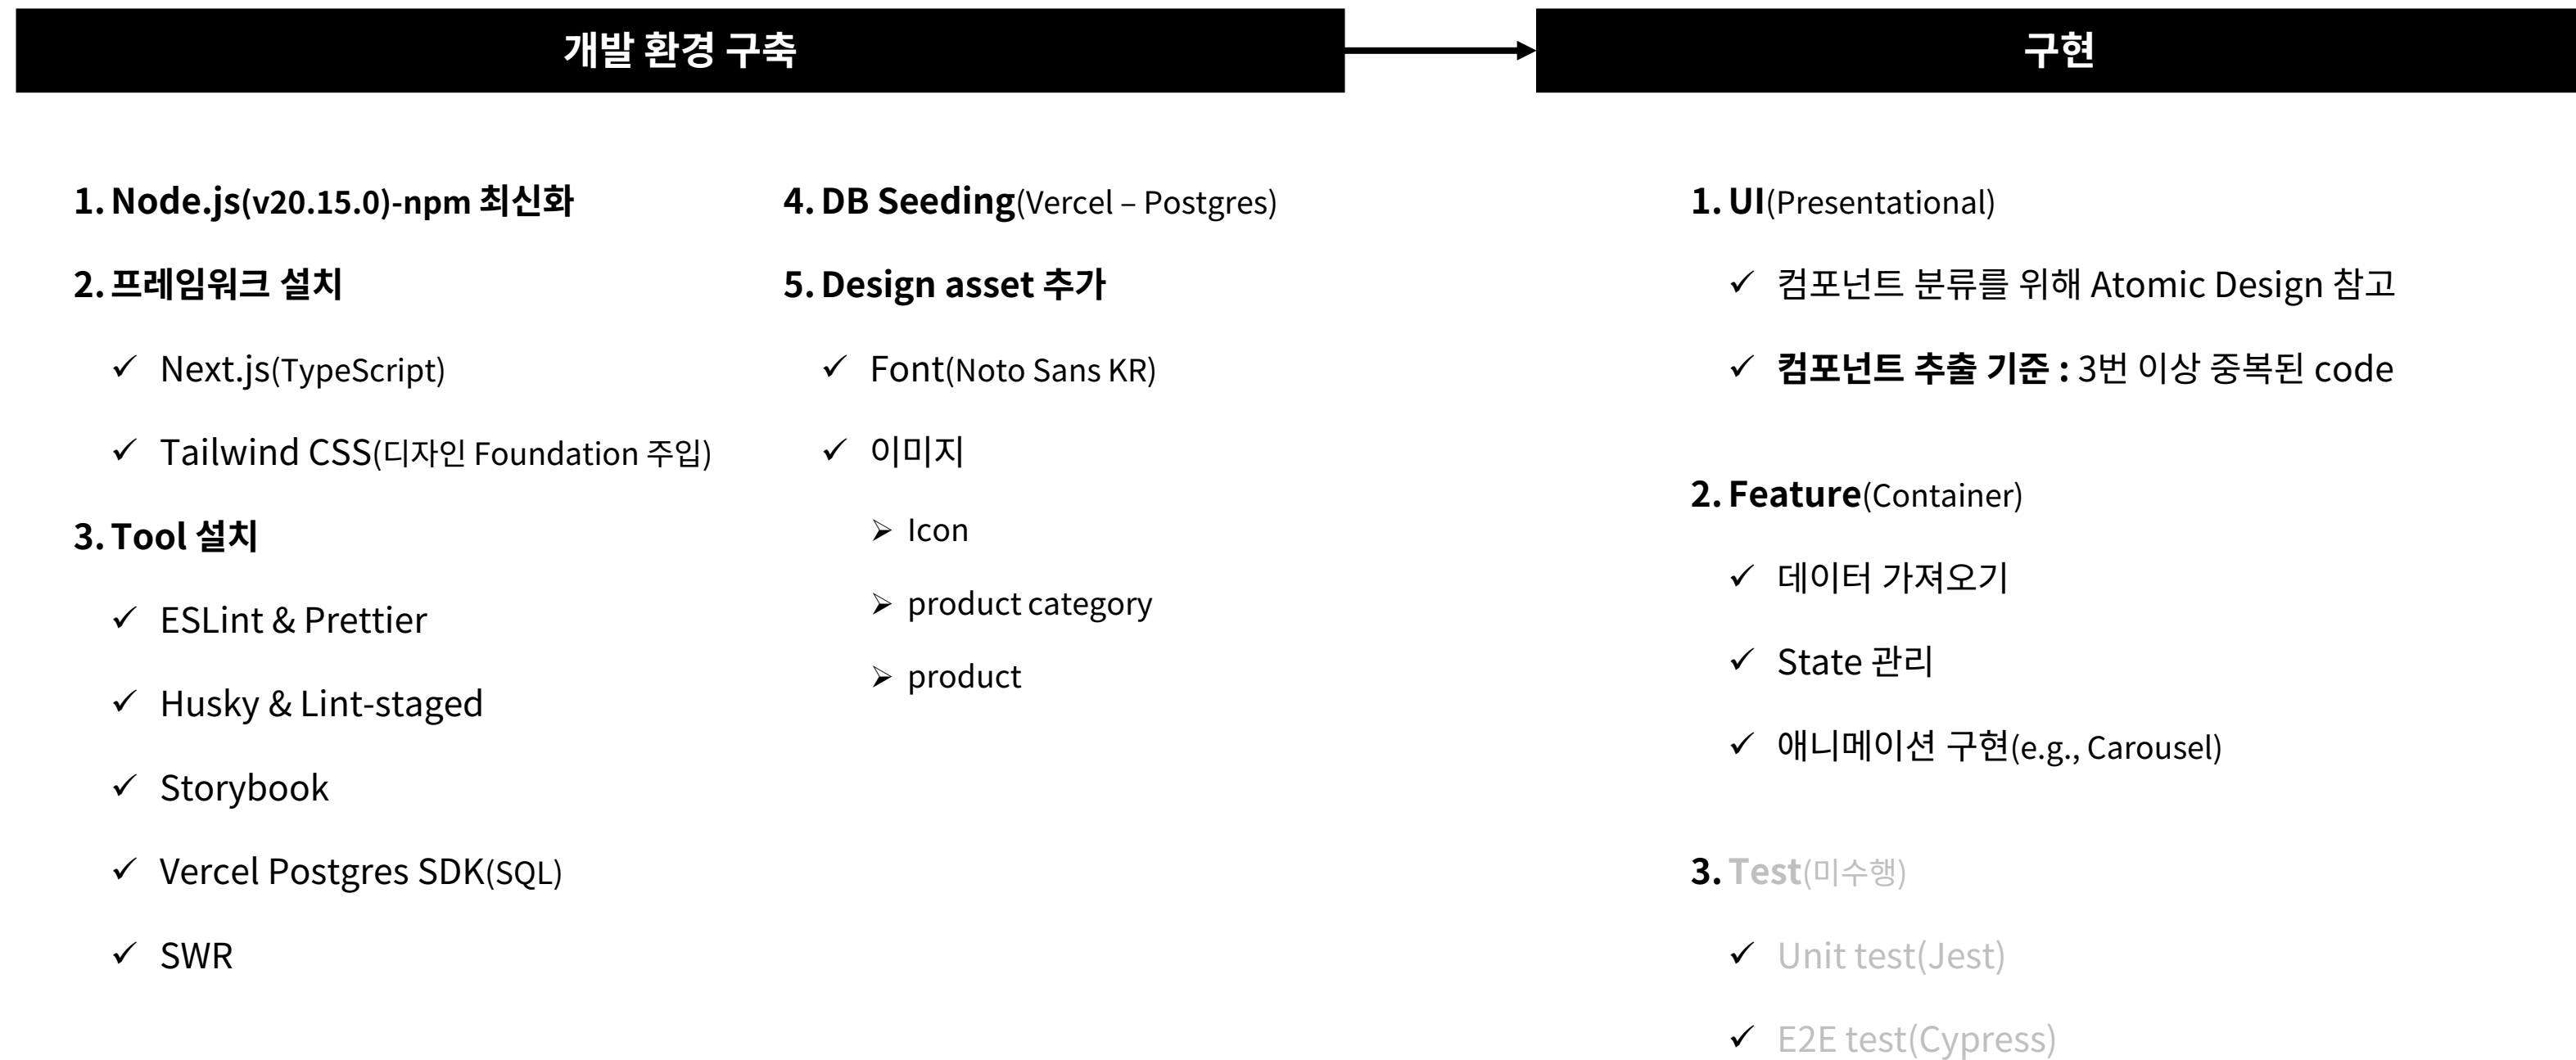 개발 환경 구축
1. Node.js(v20.15.0)-npm 최신화
2. 프레임워크 설치
✓ Next.js(TypeScript)
✓ Tailwind CSS(디자인 Foundation 주입)
3. Tool 설치
✓ ESLint & Prettier
✓ Husky & Lint-staged
✓ Storybook
✓ Vercel Postgres SDK(SQL)
✓ SWR
4. DB Seeding(Vercel – Postgres)
5. Design asset 추가
✓ Font(Noto Sans KR)
✓ 이미지
➢ Icon
➢ product category
➢ product
구현
1. UI(Presentational)
✓ 컴포넌트 분류를 위해 Atomic Design 참고
✓ 컴포넌트 추출 기준 : 3번 이상 중복된 code
2. Feature(Container)
✓ 데이터 가져오기
✓ State 관리
✓ 애니메이션 구현(e.g., Carousel)
3. Test(미수행)
✓ Unit test(Jest)
✓ E2E test(Cypress)